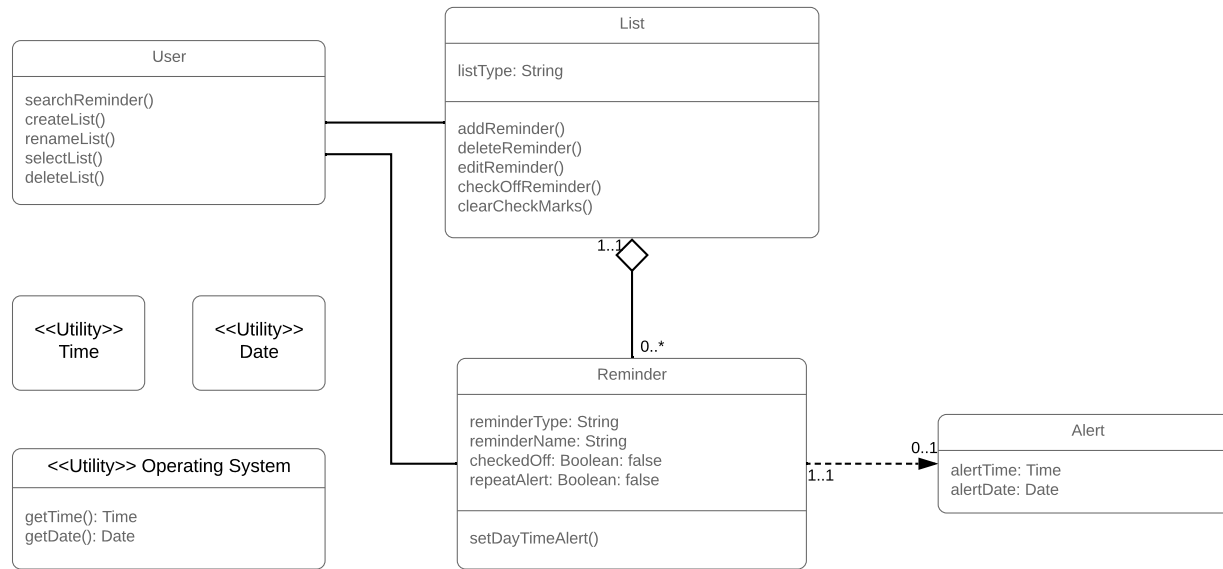 User
searchReminder()
createList()
renameList()
selectList()
deleteList()
List
listType: String
addReminder()
deleteReminder()
editReminder()
checkOffReminder()
clearCheckMarks()
1..1
0..*
<<Utility>>
Time
<<Utility>>
Date
<<Utility>> Operating System
getTime(): Time
getDate(): Date
Reminder
reminderType: String
reminderName: String
checkedOff: Boolean: false
repeatAlert: Boolean: false
setDayTimeAlert()
1..1
0..1
Alert
alertTime: Time
alertDate: Date